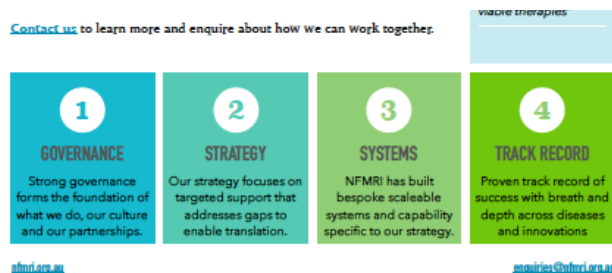 viable therapies
Contact us to learn more and enquire about how we can work together.
1
GOVERNANCE
Strong governance
forms the foundation of
what we do, our culture
and our partnerships.
2
STRATEGY
Our strategy focuses on
targeted support that
addresses gaps to
enable translation.
3
SYSTEMS
NFMRI has built
bespoke scaleable
systems and capability
specific to our strategy.
4
TRACK RECORD
Proven track record of
success with breath and
depth across diseases
and innovations
nfmri.org.au
enquiries@nfmri.org.au